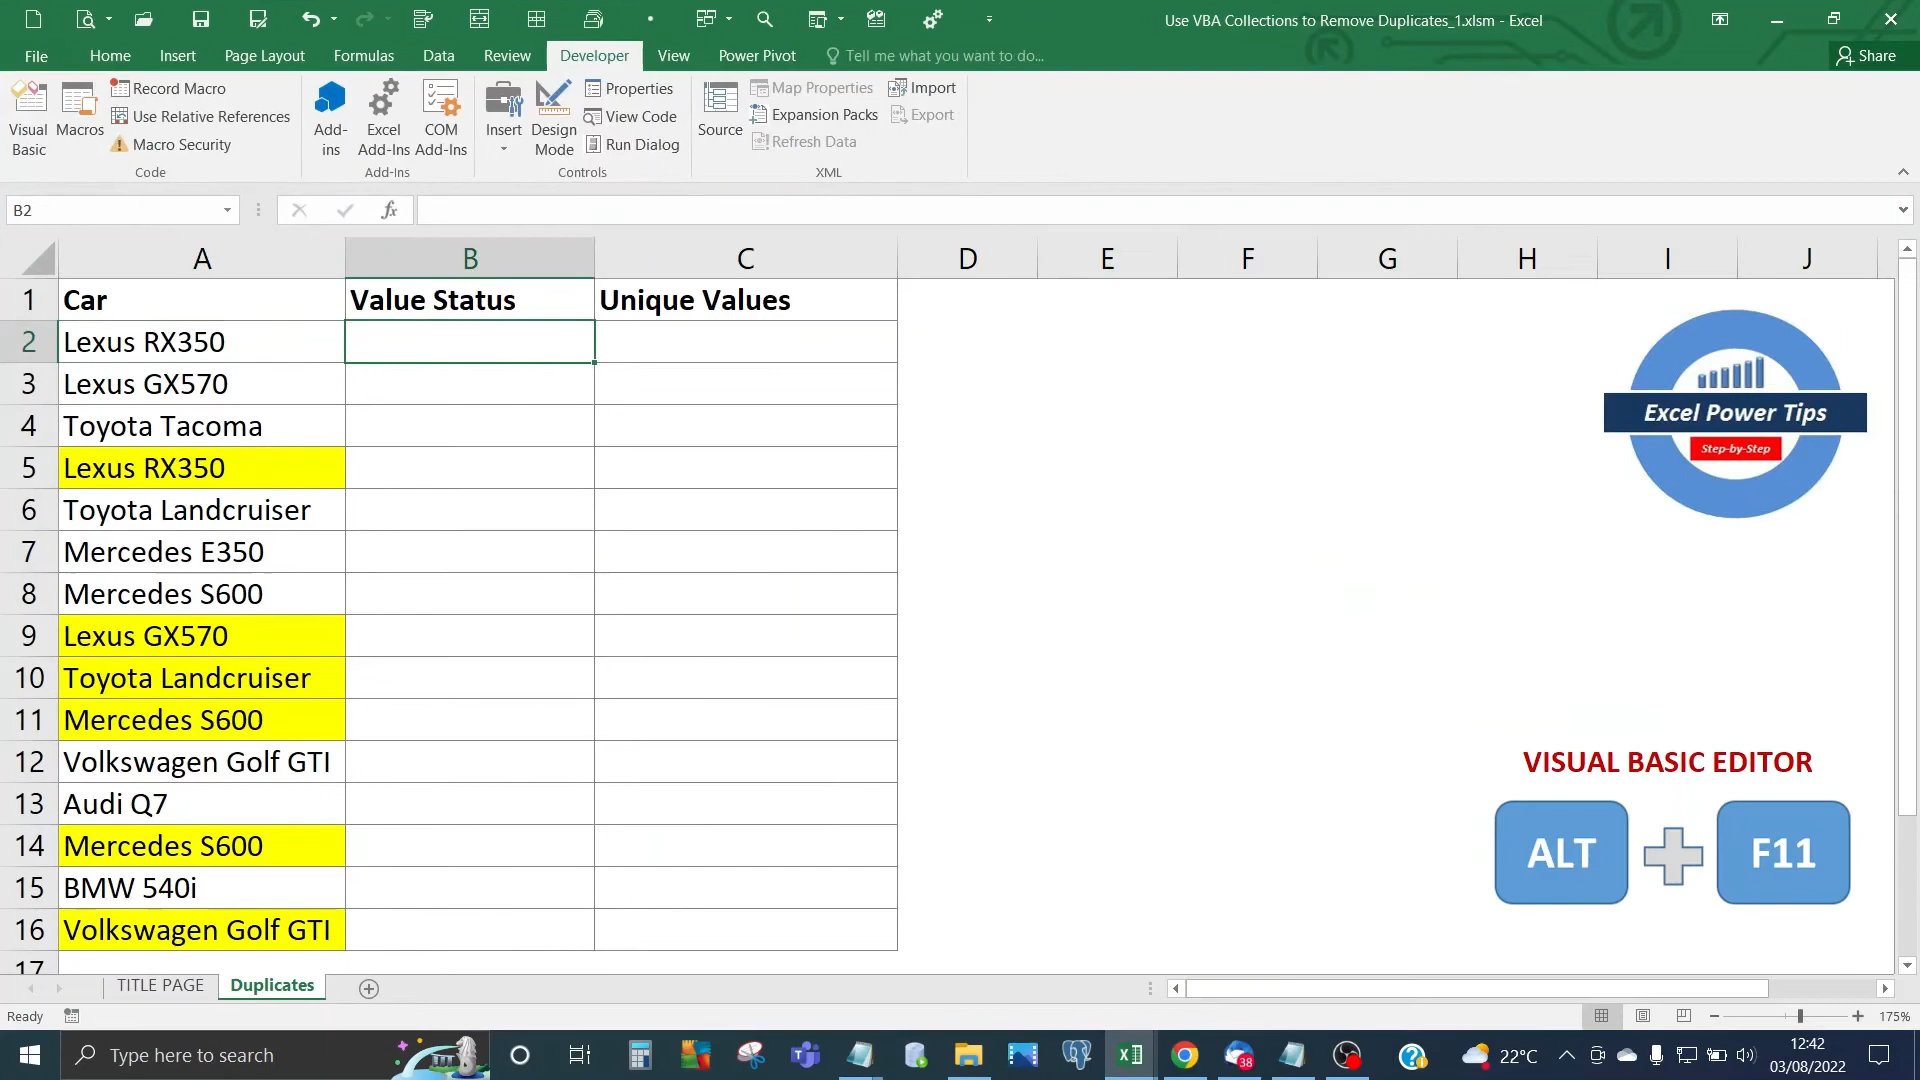 Use VBA Collections to Remove Duplicates_1.xlsm - Excel
File Home Insert Page Layout Formulas Data Review Developer View Power Pivot Tell me what you want to do... Share
Visual Basic
Macros
Record Macro
Use Relative References
Macro Security
Code
Add-ins
Excel Add-Ins
COM Add-Ins
Add-Ins
Insert
Design Mode
Properties
View Code
Run Dialog
Controls
Source
Map Properties
Expansion Packs
Refresh Data
Import
Export
XML
B2
fx
A B C D E F G H I J
1 Car Value Status Unique Values
2 Lexus RX350
3 Lexus GX570
4 Toyota Tacoma
5 Lexus RX350
6 Toyota Landcruiser
7 Mercedes E350
8 Mercedes S600
9 Lexus GX570
10 Toyota Landcruiser
11 Mercedes S600
12 Volkswagen Golf GTI
13 Audi Q7
14 Mercedes S600
15 BMW 540i
16 Volkswagen Golf GTI
17
Excel Power Tips
Step-by-Step
VISUAL BASIC EDITOR
ALT F11
TITLE PAGE Duplicates
Ready
175%
Type here to search
38
22°C
12:42
03/08/2022